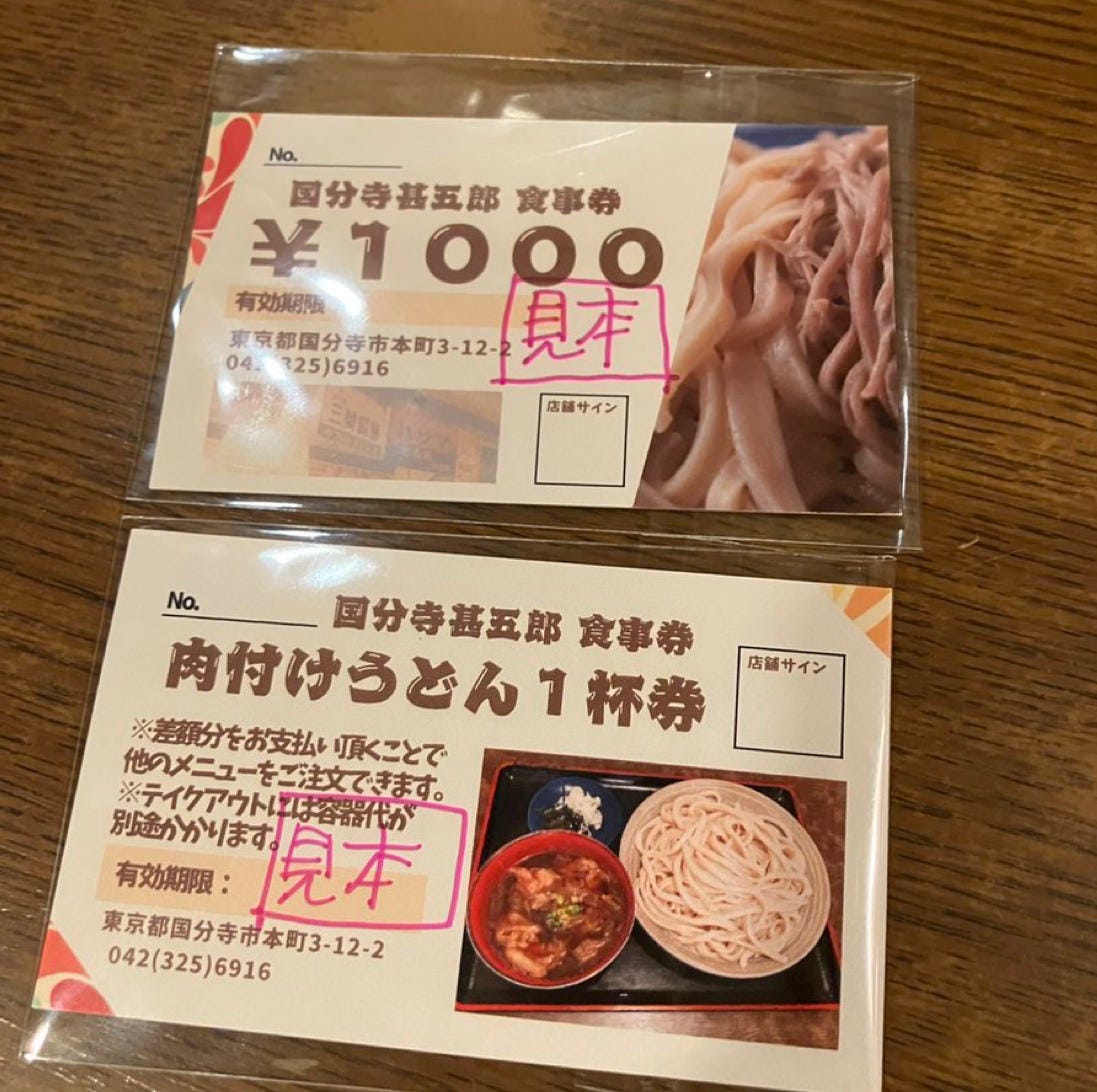 No.
国分寺甚五郎 食事券
¥1000
有効期限
見本
東京都国分寺市本町3-12-2
325)6916
店舗サイン
No.
国分寺甚五郎 食事券
肉付けうどん1杯券
店舗サイン
※差額分をお支払い頂くことで
他のメニューをご注文できます。
※テイクアウトには容器代が
別途かかります。
見本
有効期限：
東京都国分寺市本町3-12-2
042(325)6916